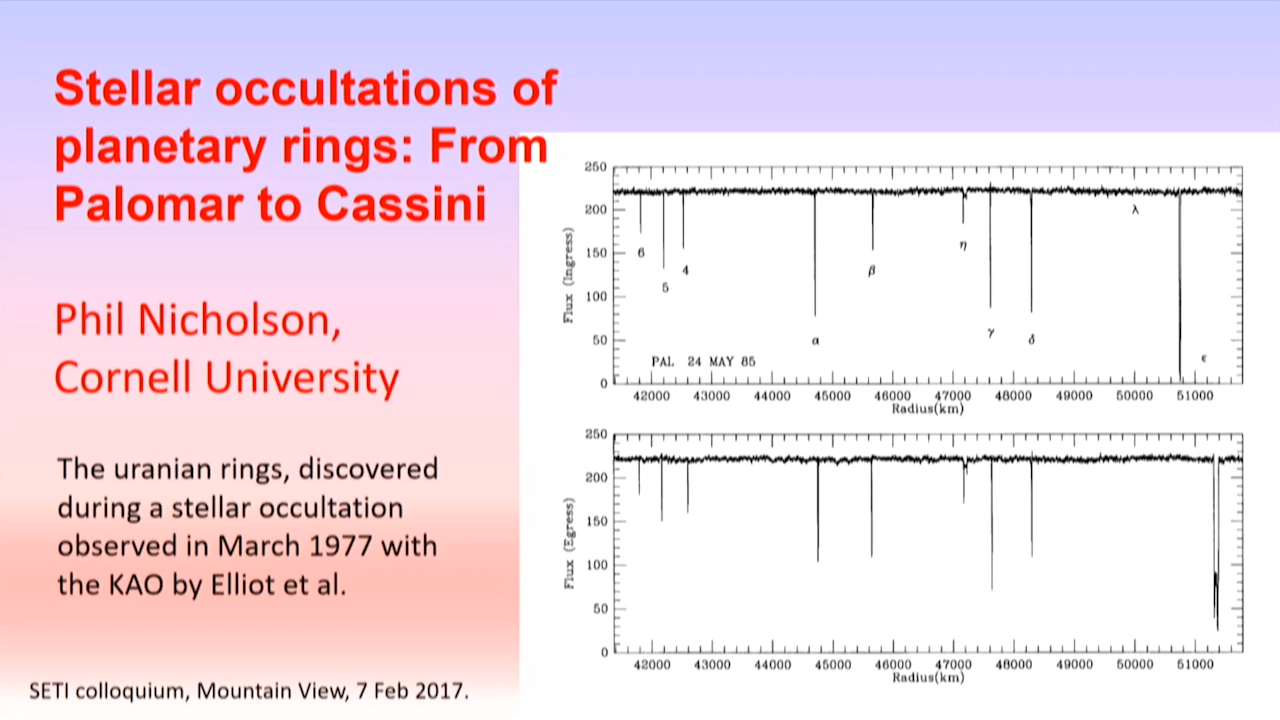 Stellar occultations of
planetary rings: From
Palomar to Cassini
Phil Nicholson,
Cornell University
The uranian rings, discovered
during a stellar occultation
observed in March 1977 with
the KAO by Elliot et al.
SETI colloquium, Mountain View, 7 Feb 2017.
250
200
150
100
50
0
Flux (Ingress)
6
5
4
α
β
η
γ
δ
λ
ε
PAL 24 MAY 85
42000 43000 44000 45000 46000 47000 48000 49000 50000 51000
Radius(km)
250
200
150
100
50
0
Flux (Egress)
42000 43000 44000 45000 46000 47000 48000 49000 50000 51000
Radius(km)